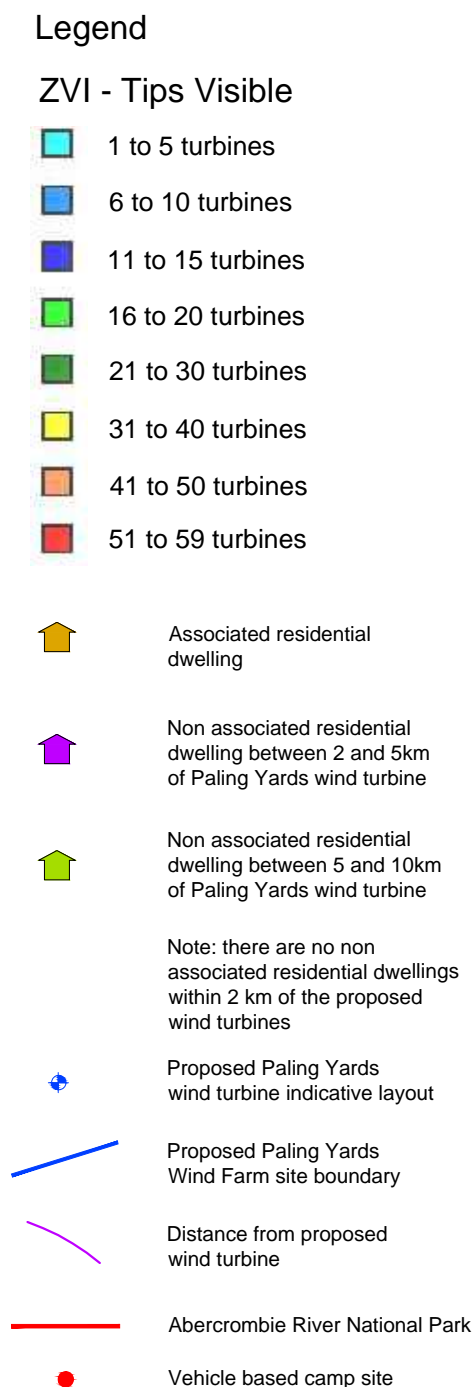 Legend
ZVI - Tips Visible
1 to 5 turbines
6 to 10 turbines
11 to 15 turbines
16 to 20 turbines
21 to 30 turbines
31 to 40 turbines
41 to 50 turbines
51 to 59 turbines
Associated residential
dwelling
Non associated residential
dwelling between 2 and 5km
of Paling Yards wind turbine
Non associated residential
dwelling between 5 and 10km
of Paling Yards wind turbine
Note: there are no non
associated residential dwellings
within 2 km of the proposed
wind turbines
Proposed Paling Yards
wind turbine indicative layout
Proposed Paling Yards
Wind Farm site boundary
Distance from proposed
wind turbine
Abercrombie River National Park
Vehicle based camp site